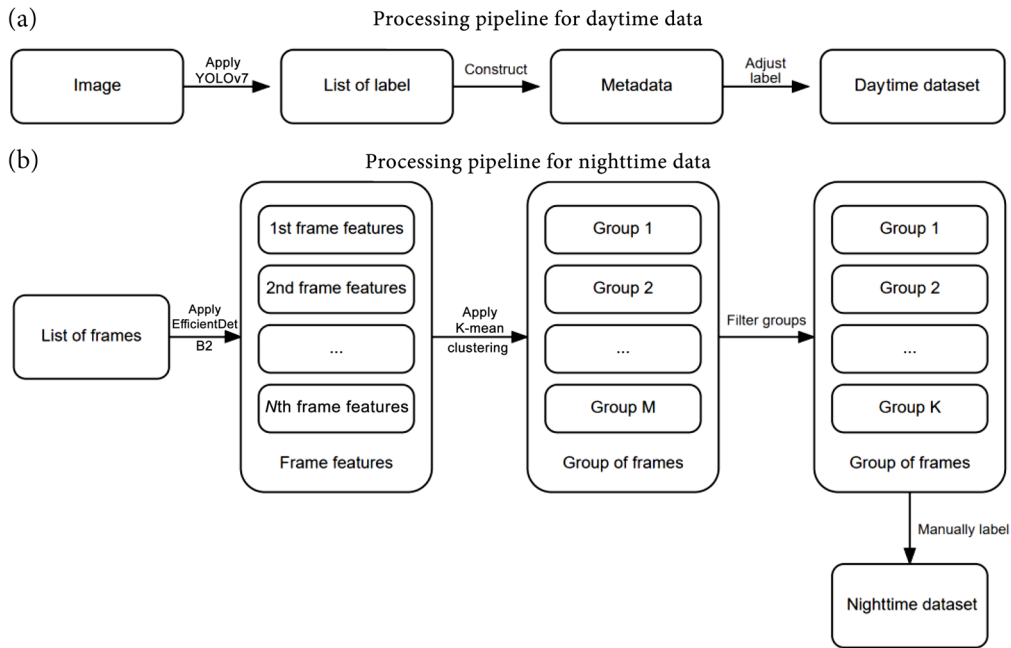 (a)
Processing pipeline for daytime data
Image
Apply
YOLOv7
List of label
Construct
Metadata
Adjust
label
Daytime dataset
(b)
Processing pipeline for nighttime data
List of frames
Apply
EfficientDet
B2
1st frame features
2nd frame features
...
Nth frame features
Frame features
Apply
K-mean
clustering
Group 1
Group 2
...
Group M
Group of frames
Filter groups
Group 1
Group 2
...
Group K
Group of frames
Manually label
Nighttime dataset